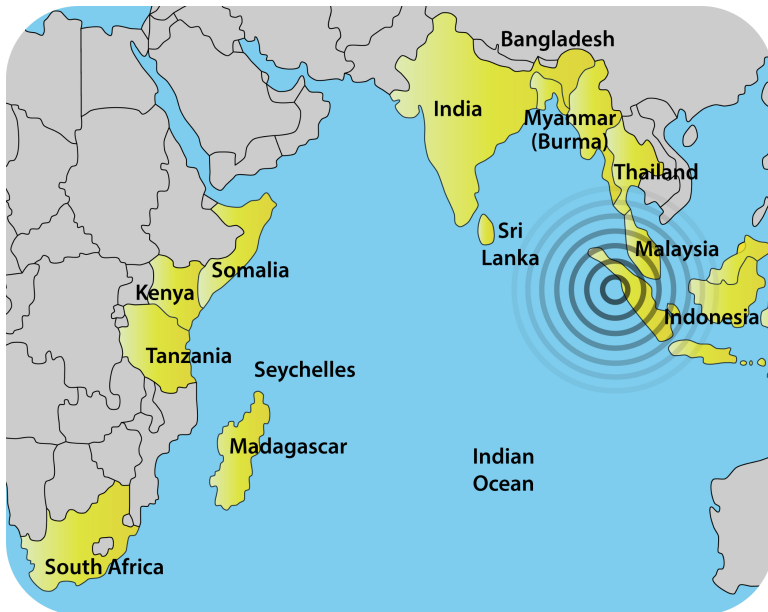 Bangladesh
India
Myanmar
(Burma)
Thailand
Sri
Lanka
Malaysia
Somalia
Kenya
Indonesia
Tanzania
Seychelles
Madagascar
Indian
Ocean
South Africa